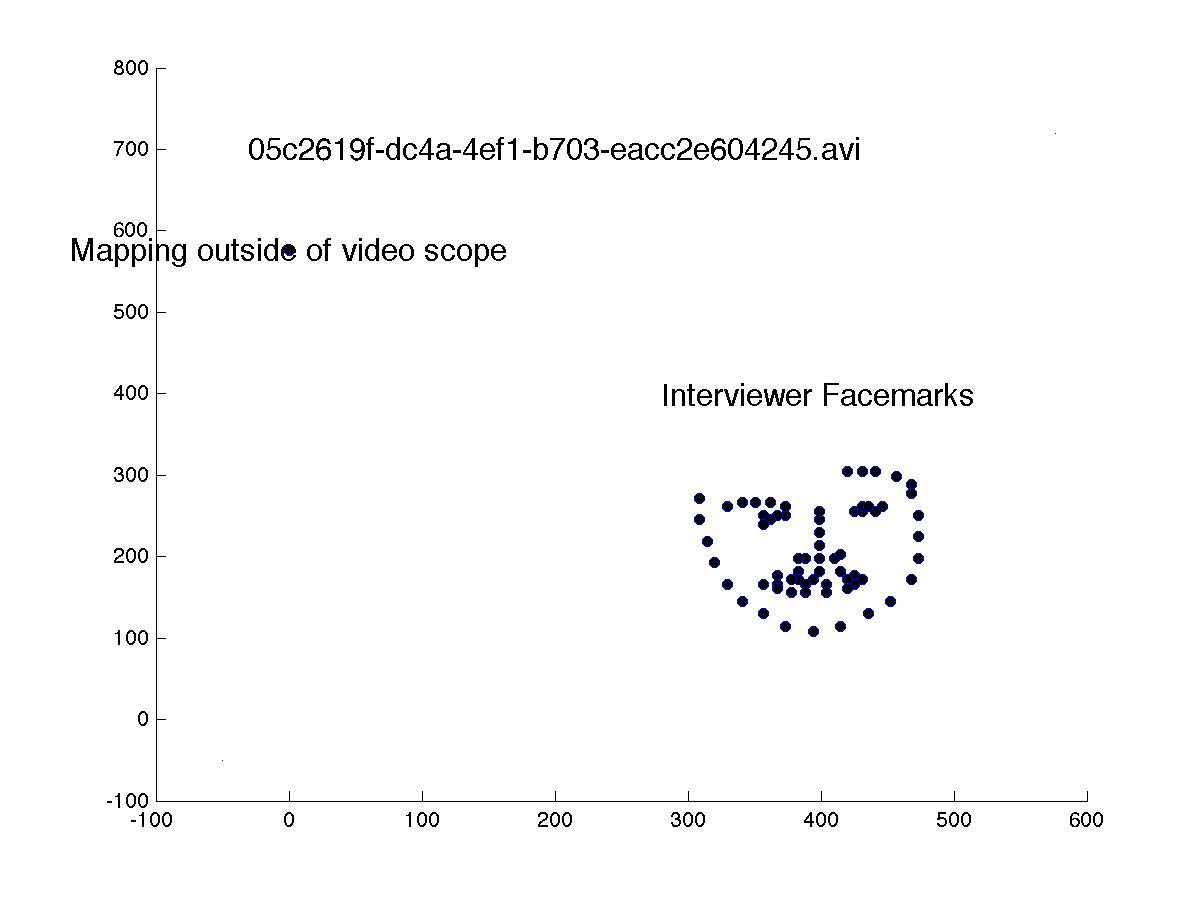 800
700
05c2619f-dc4a-4ef1-b703-eacc2e604245.avi
600
Mapping outside of video scope
500
400
Interviewer Facemarks
300
200
100
0
-100
-100 0 100 200 300 400 500 600